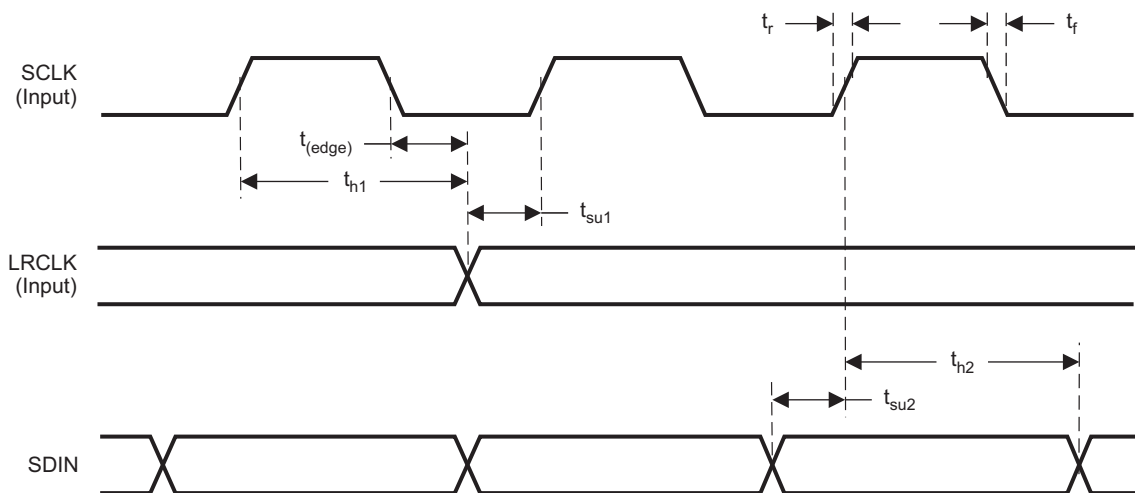 t_r
t_f
SCLK
(Input)
t_(edge)
t_h1
t_su1
LRCLK
(Input)
t_h2
t_su2
SDIN